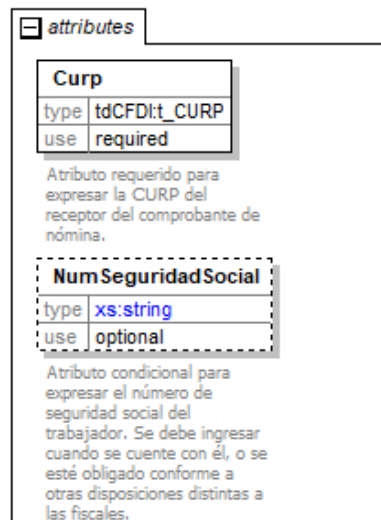 attributes
Curp
type tdCFDI:t_CURP
use required
Atributo requerido para
expresar la CURP del
receptor del comprobante de
nómina.
NumSeguridadSocial
type xs:string
use optional
Atributo condicional para
expresar el número de
seguridad social del
trabajador. Se debe ingresar
cuando se cuente con él, o se
esté obligado conforme a
otras disposiciones distintas a
las fiscales.